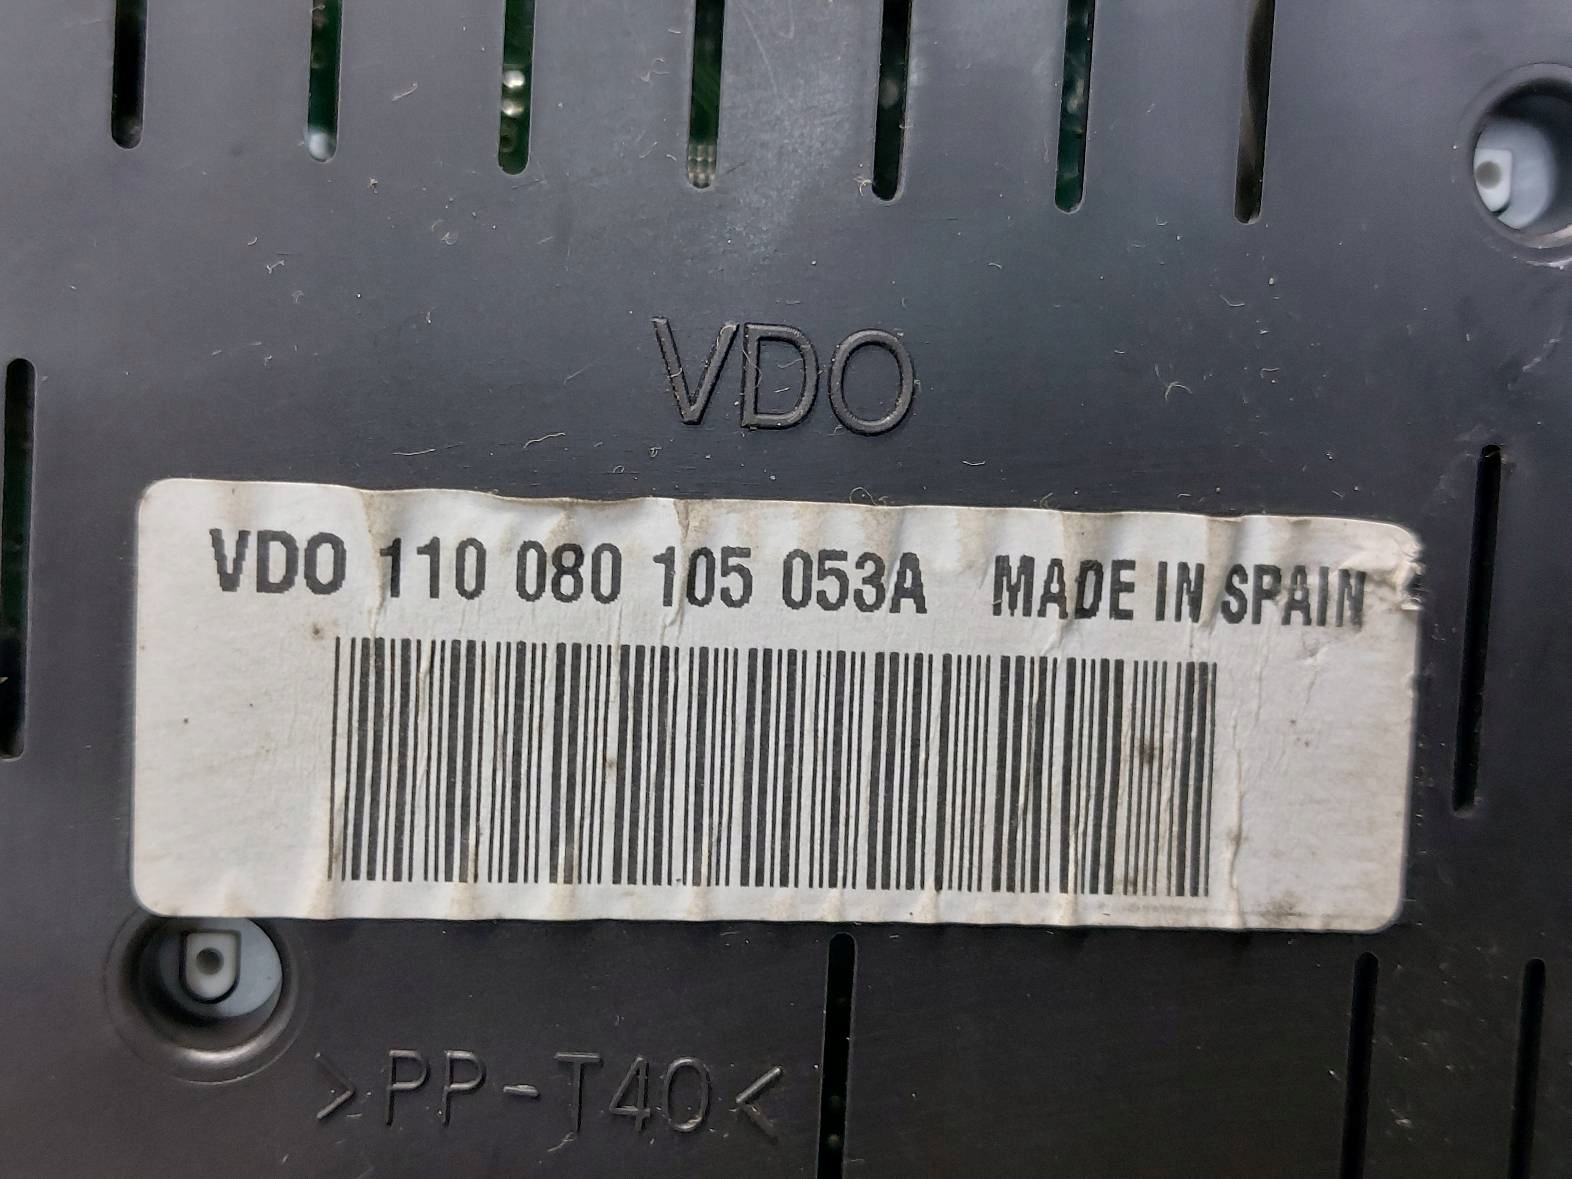 VDO
VDO 110 080 105 053A MADE IN SPAIN
>PP-T40<